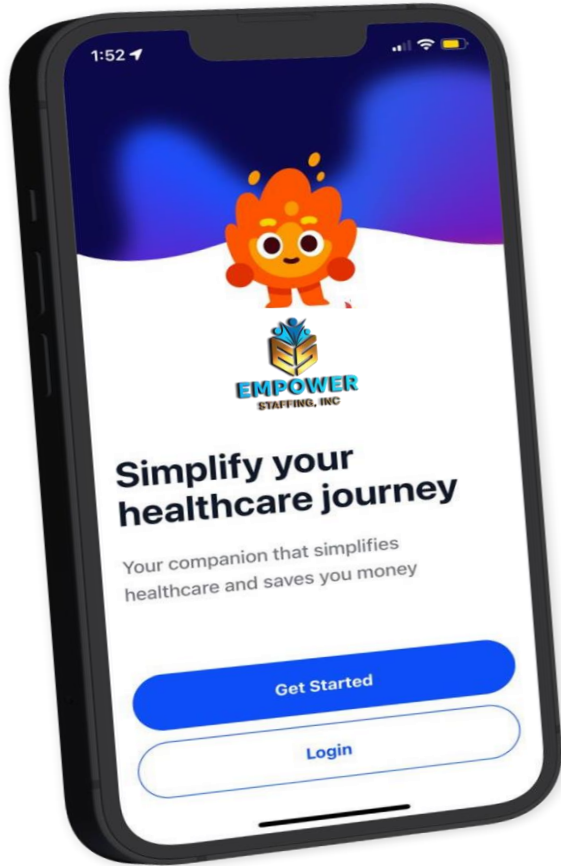 1:52
ES
EMPOWER
STAFFING, INC
Simplify your
healthcare journey
Your companion that simplifies
healthcare and saves you money
Get Started
Login